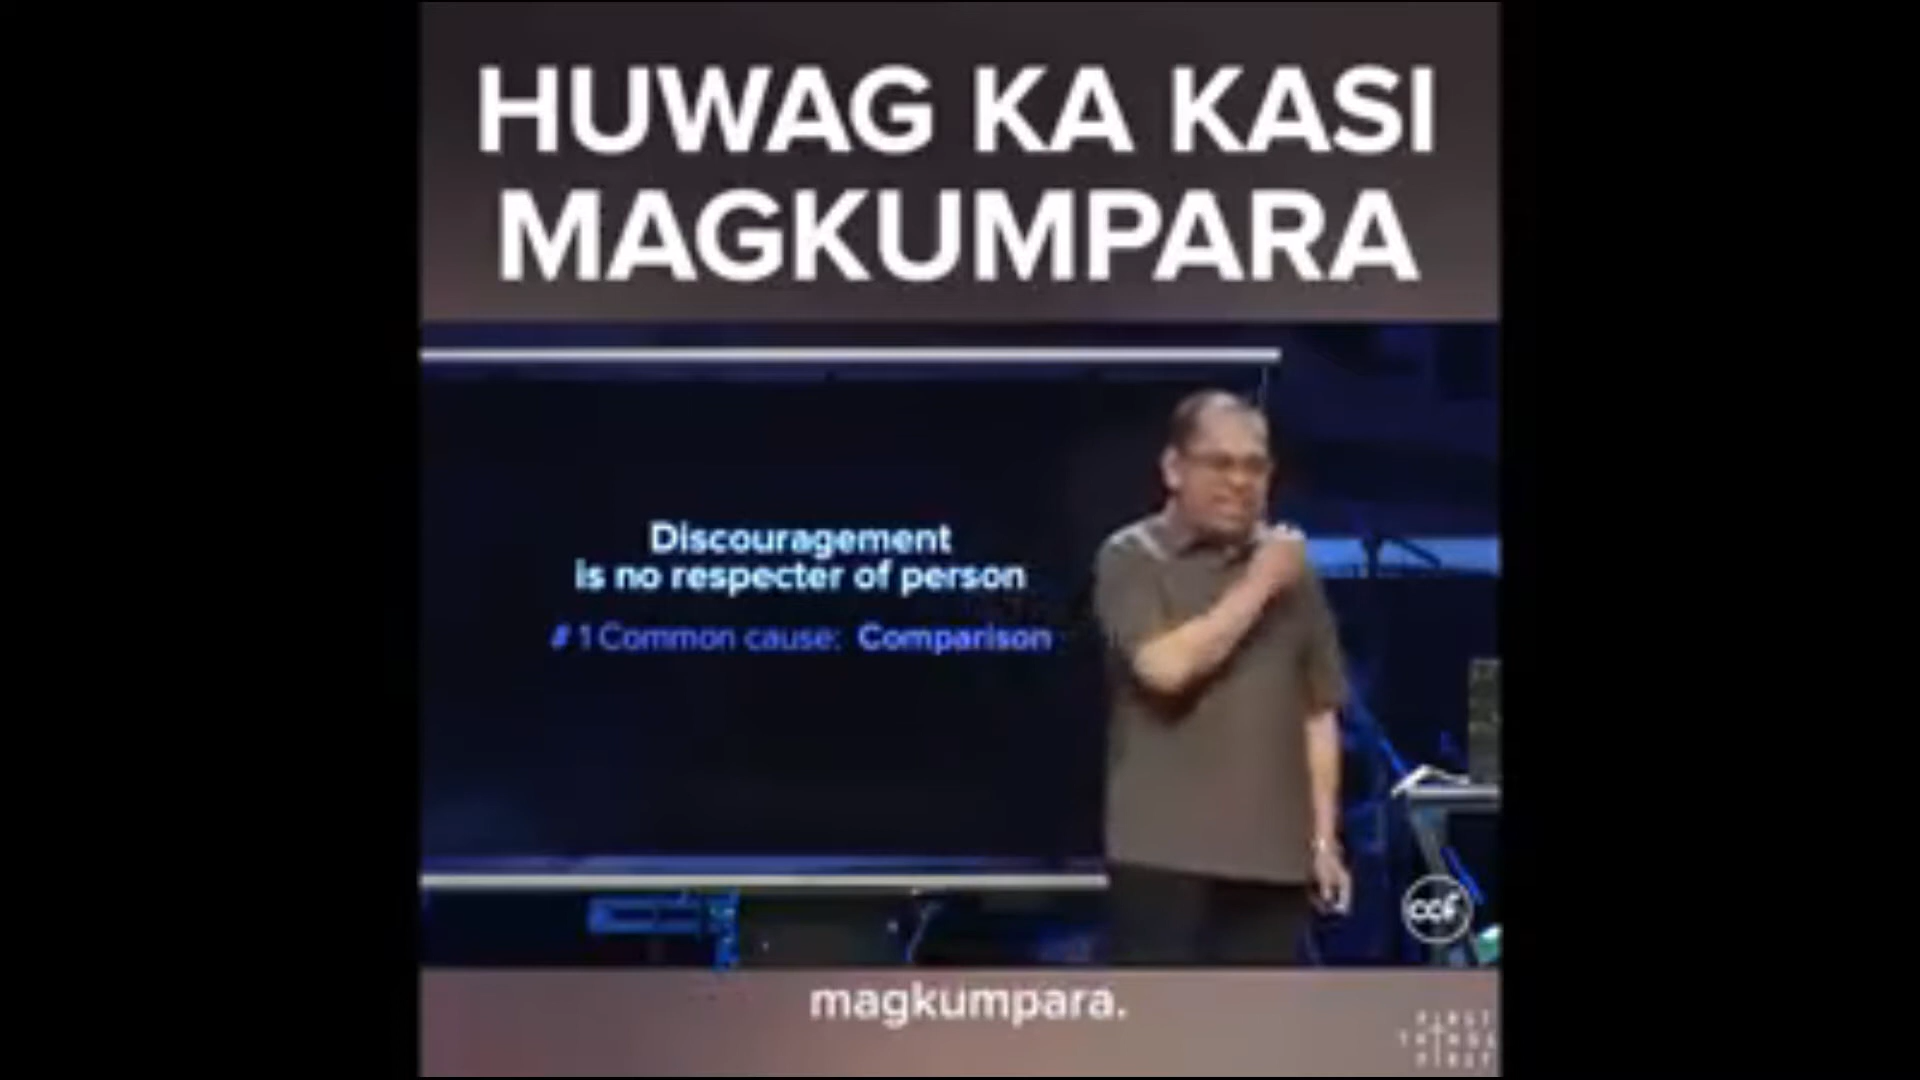 HUWAG KA KASI
MAGKUMPARA
Discouragement
is no respecter of person
# 1 Common cause: Comparison
ccf
magkumpara.
FIRST
THINGS
FIRST